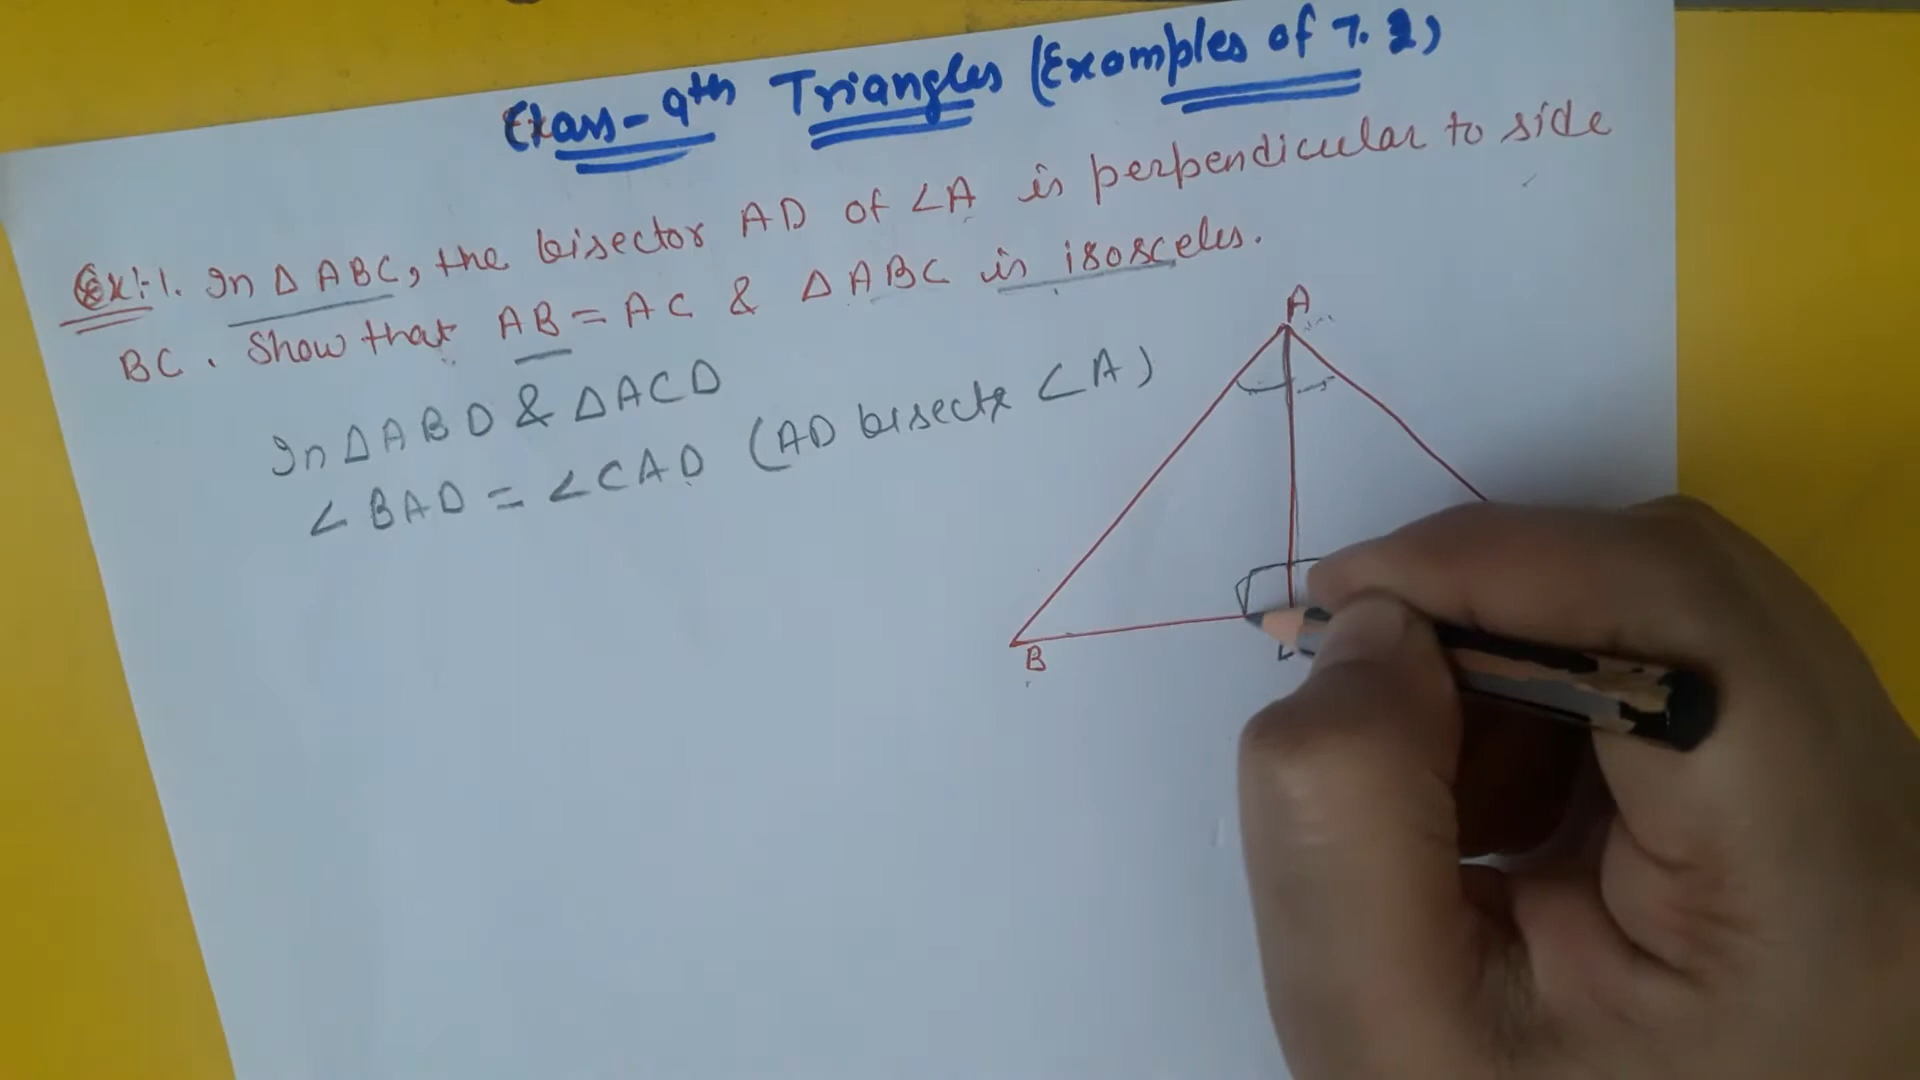 Class-9th Triangles (Examples of 7.2)
Ex:-1. In Δ ABC, the bisector AD of ∠A is perpendicular to side
BC. Show that AB = AC & Δ ABC is isosceles.
In Δ ABD & Δ ACD
∠BAD = ∠CAD (AD bisects ∠A)
A
B